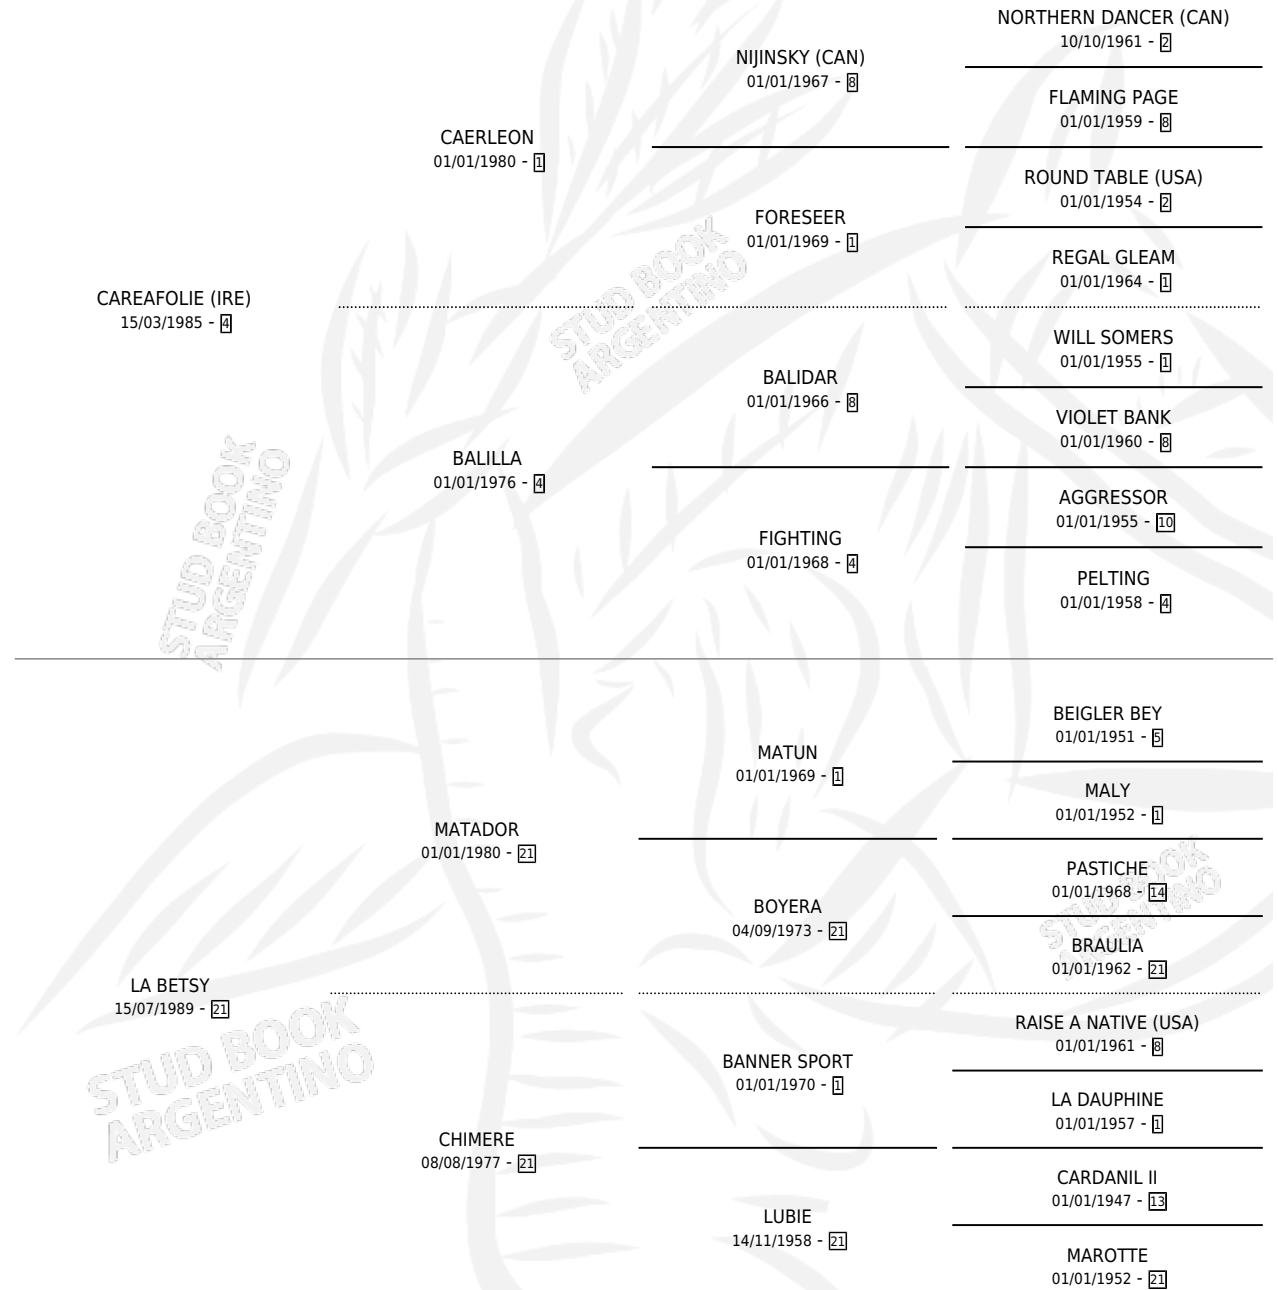 NORTHERN DANCER (CAN)
10/10/1961 - 2
NIJINSKY (CAN)
01/01/1967 - 8
FLAMING PAGE
01/01/1959 - 8
CAERLEON
01/01/1980 - 1
ROUND TABLE (USA)
01/01/1954 - 2
FORESEER
01/01/1969 - 1
REGAL GLEAM
01/01/1964 - 1
CAREAFOLIE (IRE)
15/03/1985 - 4
STUD BOOK
ARGENTINO
WILL SOMERS
01/01/1955 - 1
BALIDAR
01/01/1966 - 8
VIOLET BANK
01/01/1960 - 8
BALILLA
01/01/1976 - 4
AGGRESSOR
01/01/1955 - 10
FIGHTING
01/01/1968 - 4
PELTING
01/01/1958 - 4
STUD BOOK
ARGENTINO
BEIGLER BEY
01/01/1951 - 5
MATUN
01/01/1969 - 1
MALY
01/01/1952 - 1
MATADOR
01/01/1980 - 21
PASTICHE
01/01/1968 - 14
BOYERA
04/09/1973 - 21
STUD BOOK
ARGENTINO
BRAULIA
01/01/1962 - 21
LA BETSY
15/07/1989 - 21
STUD BOOK
ARGENTINO
RAISE A NATIVE (USA)
01/01/1961 - 8
BANNER SPORT
01/01/1970 - 1
LA DAUPHINE
01/01/1957 - 1
CHIMERE
08/08/1977 - 21
CARDANIL II
01/01/1947 - 13
LUBIE
14/11/1958 - 21
MAROTTE
01/01/1952 - 21